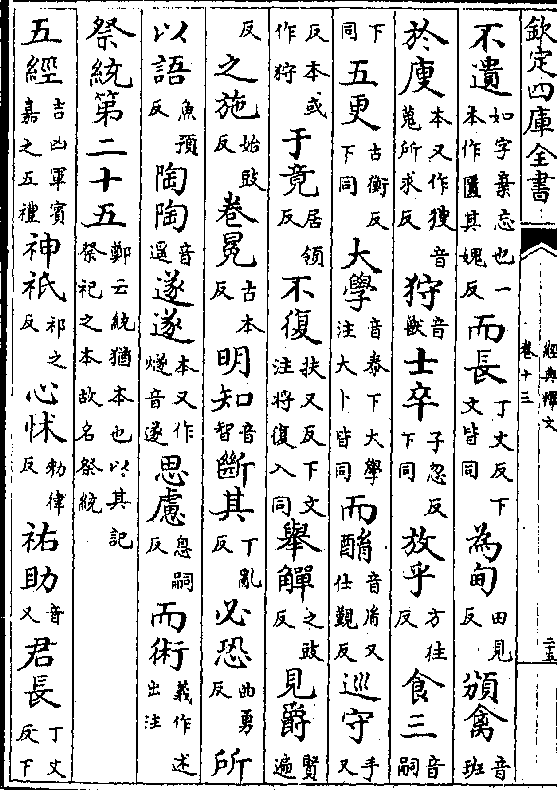 欽定四庫全書
經典釋文
卷十三
二五
不遺如字棄忘也一本作匱其媿反而長丁丈反下文皆同為甸田見反頒禽音班
於廋本又作獀音蒐所求反狩音獸士卒子忽反下同放乎方往反食三音嗣
下同五更古衡反下同大學音泰下大學注大卜皆同而酳音胤又仕覲反巡守手又
反本或作狩于竟居領反不復扶又反下文注將復入同舉觶之豉反見爵賢遍
反之施始豉反卷冕古本反明知音智斷其丁亂反必恐曲勇反所
以語魚預反陶陶音遥遂遂本又作燧音遂思慮息嗣反而術義作述出注
祭統第二十五鄭云統猶本也以其記祭祀之本故名祭統
五經吉凶軍賓嘉之五禮神祇祁之反心怵勑律反祐助音又君長丁丈反下